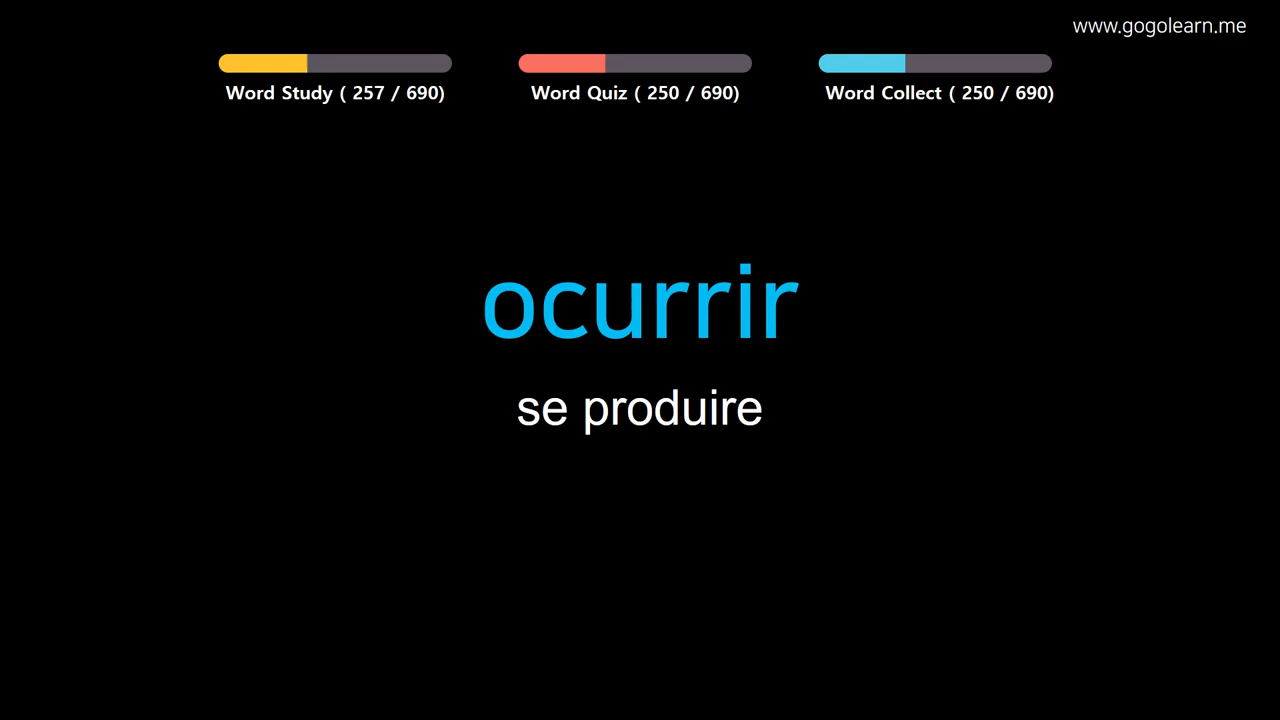 www.gogolearn.me
Word Study ( 257 / 690)
Word Quiz ( 250 / 690)
Word Collect ( 250 / 690)
ocurrir
se produire